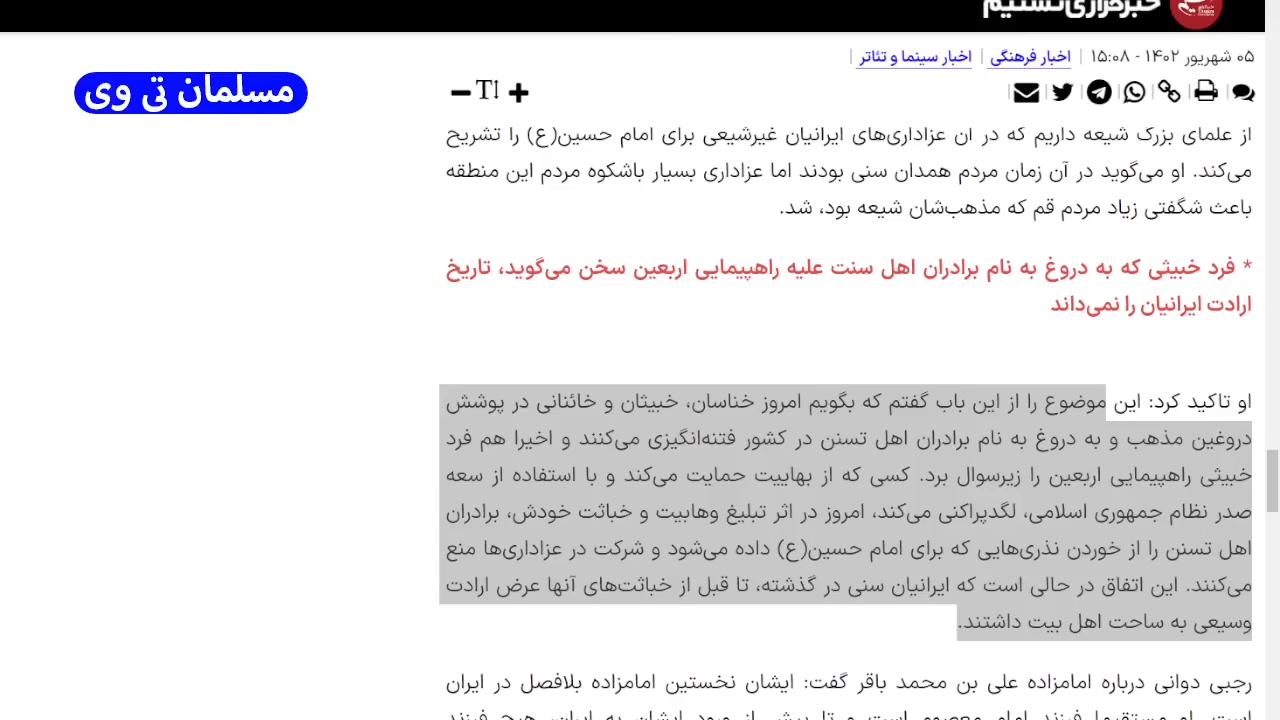 خبرگزاری تسنیم
۰۵ شهریور ۱۴۰۲ - ۱۵:۰۸ | اخبار فرهنگی | اخبار سینما و تئاتر |
مسلمان تی وی
از علمای بزرگ شیعه داریم که در آن عزاداری‌های ایرانیان غیرشیعی برای امام حسین(ع) را تشریح
می‌کند. او می‌گوید در آن زمان مردم همدان سنی بودند اما عزاداری بسیار باشکوه مردم این منطقه
باعث شگفتی زیاد مردم قم که مذهب‌شان شیعه بود، شد.
* فرد خبیثی که به دروغ به نام برادران اهل سنت علیه راهپیمایی اربعین سخن می‌گوید، تاریخ
ارادت ایرانیان را نمی‌داند
او تاکید کرد: این موضوع را از این باب گفتم که بگویم امروز خناسان، خبیثان و خائنانی در پوشش
دروغین مذهب و به دروغ به نام برادران اهل تسنن در کشور فتنه‌انگیزی می‌کنند و اخیرا هم فرد
خبیثی راهپیمایی اربعین را زیرسوال برد. کسی که از بهاییت حمایت می‌کند و با استفاده از سعه
صدر نظام جمهوری اسلامی، لگدپراکنی می‌کند، امروز در اثر تبلیغ وهابیت و خباثت خودش، برادران
اهل تسنن را از خوردن نذری‌هایی که برای امام حسین(ع) داده می‌شود و شرکت در عزاداری‌ها منع
می‌کنند. این اتفاق در حالی است که ایرانیان سنی در گذشته، تا قبل از خباثت‌های آنها عرض ارادت
وسیعی به ساحت اهل بیت داشتند.
رجبی دوانی درباره امامزاده علی بن محمد باقر گفت: ایشان نخستین امامزاده بلافصل در ایران